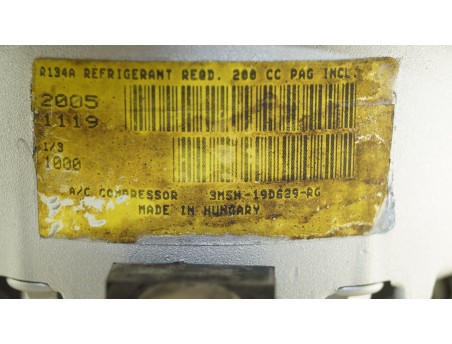 R134A REFRIGERANT REQD. 200 CC PAG INCL.
2005
1119
1/3
1000
A/C COMPRESSOR 3M5H-19D629-RG
MADE IN HUNGARY